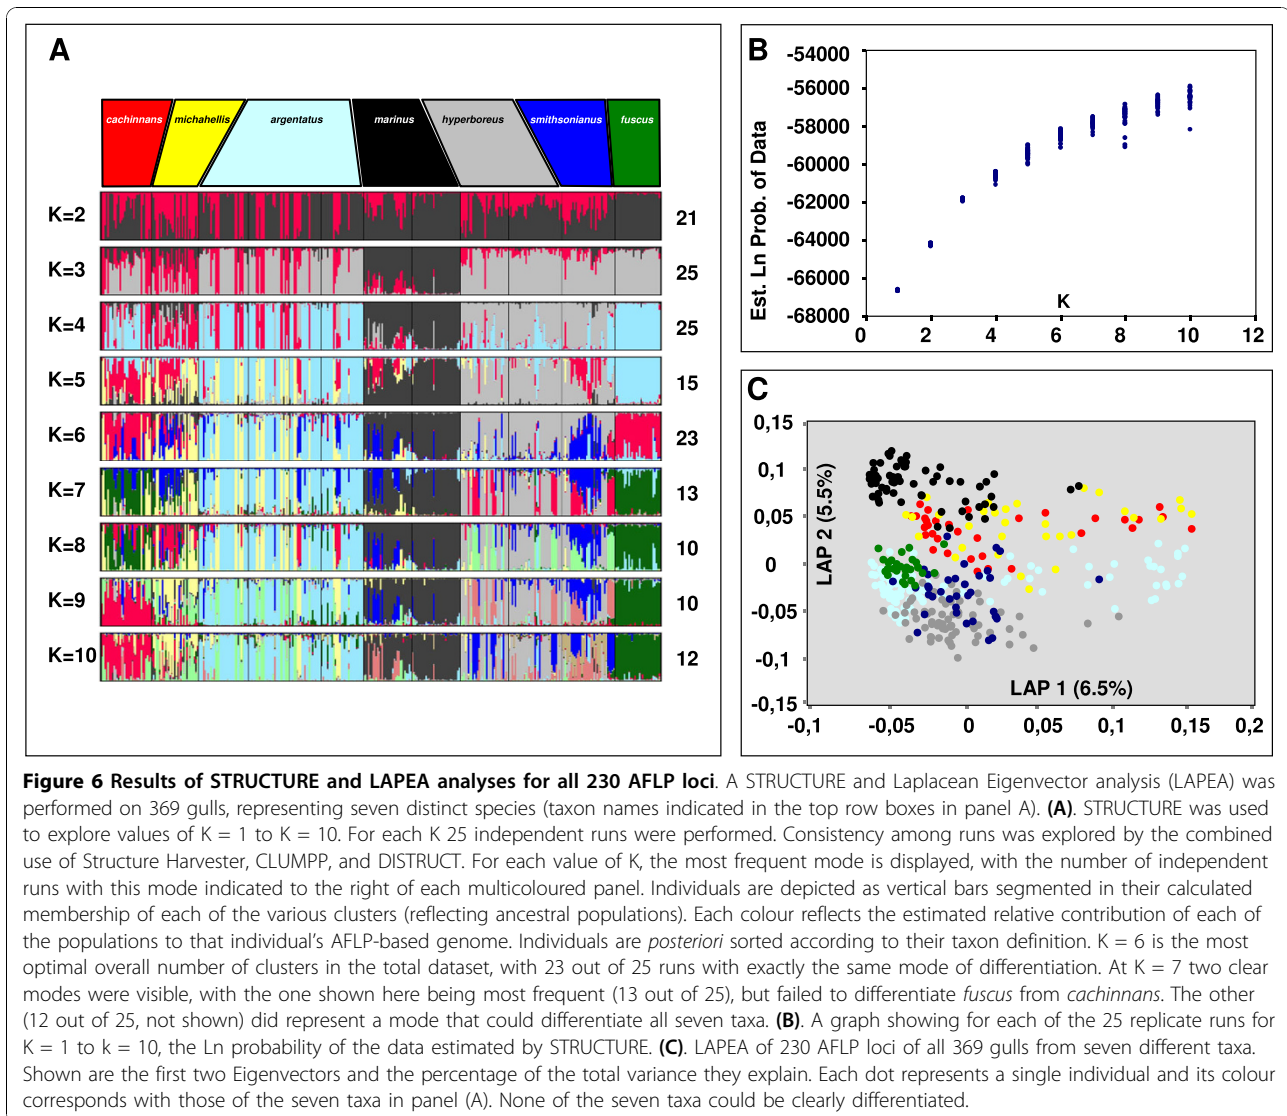 A
cachinnans michahellis argentatus marinus hyperboreus smithsonianus fuscus
K=2 21
K=3 25
K=4 25
K=5 15
K=6 23
K=7 13
K=8 10
K=9 10
K=10 12
B
Est. Ln Prob. of Data
-54000
-56000
-58000
-60000
-62000
-64000
-66000
-68000
K
0 2 4 6 8 10 12
C
LAP 2 (5.5%)
0,15
0,1
0,05
0
-0,05
-0,1
-0,15
LAP 1 (6.5%)
-0,1 -0,05 0 0,05 0,1 0,15 0,2
Figure 6 Results of STRUCTURE and LAPEA analyses for all 230 AFLP loci. A STRUCTURE and Laplacean Eigenvector analysis (LAPEA) was
performed on 369 gulls, representing seven distinct species (taxon names indicated in the top row boxes in panel A). (A). STRUCTURE was used
to explore values of K = 1 to K = 10. For each K 25 independent runs were performed. Consistency among runs was explored by the combined
use of Structure Harvester, CLUMPP, and DISTRUCT. For each value of K, the most frequent mode is displayed, with the number of independent
runs with this mode indicated to the right of each multicoloured panel. Individuals are depicted as vertical bars segmented in their calculated
membership of each of the various clusters (reflecting ancestral populations). Each colour reflects the estimated relative contribution of each of
the populations to that individual's AFLP-based genome. Individuals are posteriori sorted according to their taxon definition. K = 6 is the most
optimal overall number of clusters in the total dataset, with 23 out of 25 runs with exactly the same mode of differentiation. At K = 7 two clear
modes were visible, with the one shown here being most frequent (13 out of 25), but failed to differentiate fuscus from cachinnans. The other
(12 out of 25, not shown) did represent a mode that could differentiate all seven taxa. (B). A graph showing for each of the 25 replicate runs for
K = 1 to k = 10, the Ln probability of the data estimated by STRUCTURE. (C). LAPEA of 230 AFLP loci of all 369 gulls from seven different taxa.
Shown are the first two Eigenvectors and the percentage of the total variance they explain. Each dot represents a single individual and its colour
corresponds with those of the seven taxa in panel (A). None of the seven taxa could be clearly differentiated.